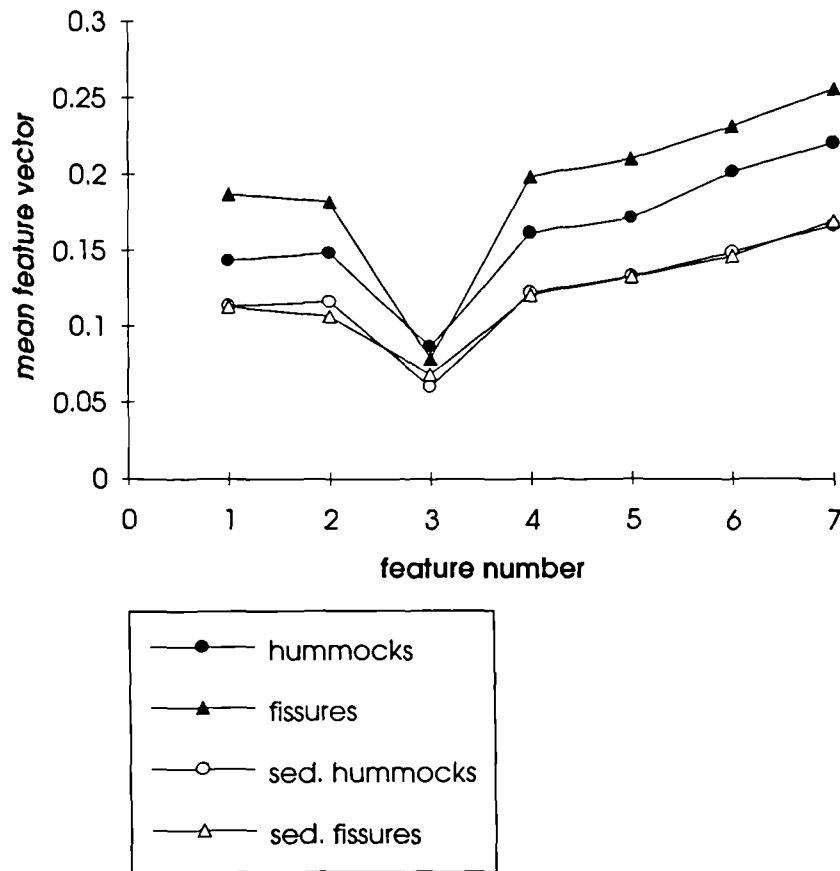 0.3
0.25
0.2
0.15
0.1
0.05
0
mean feature vector
0 1 2 3 4 5 6 7
feature number
hummocks
fissures
sed. hummocks
sed. fissures